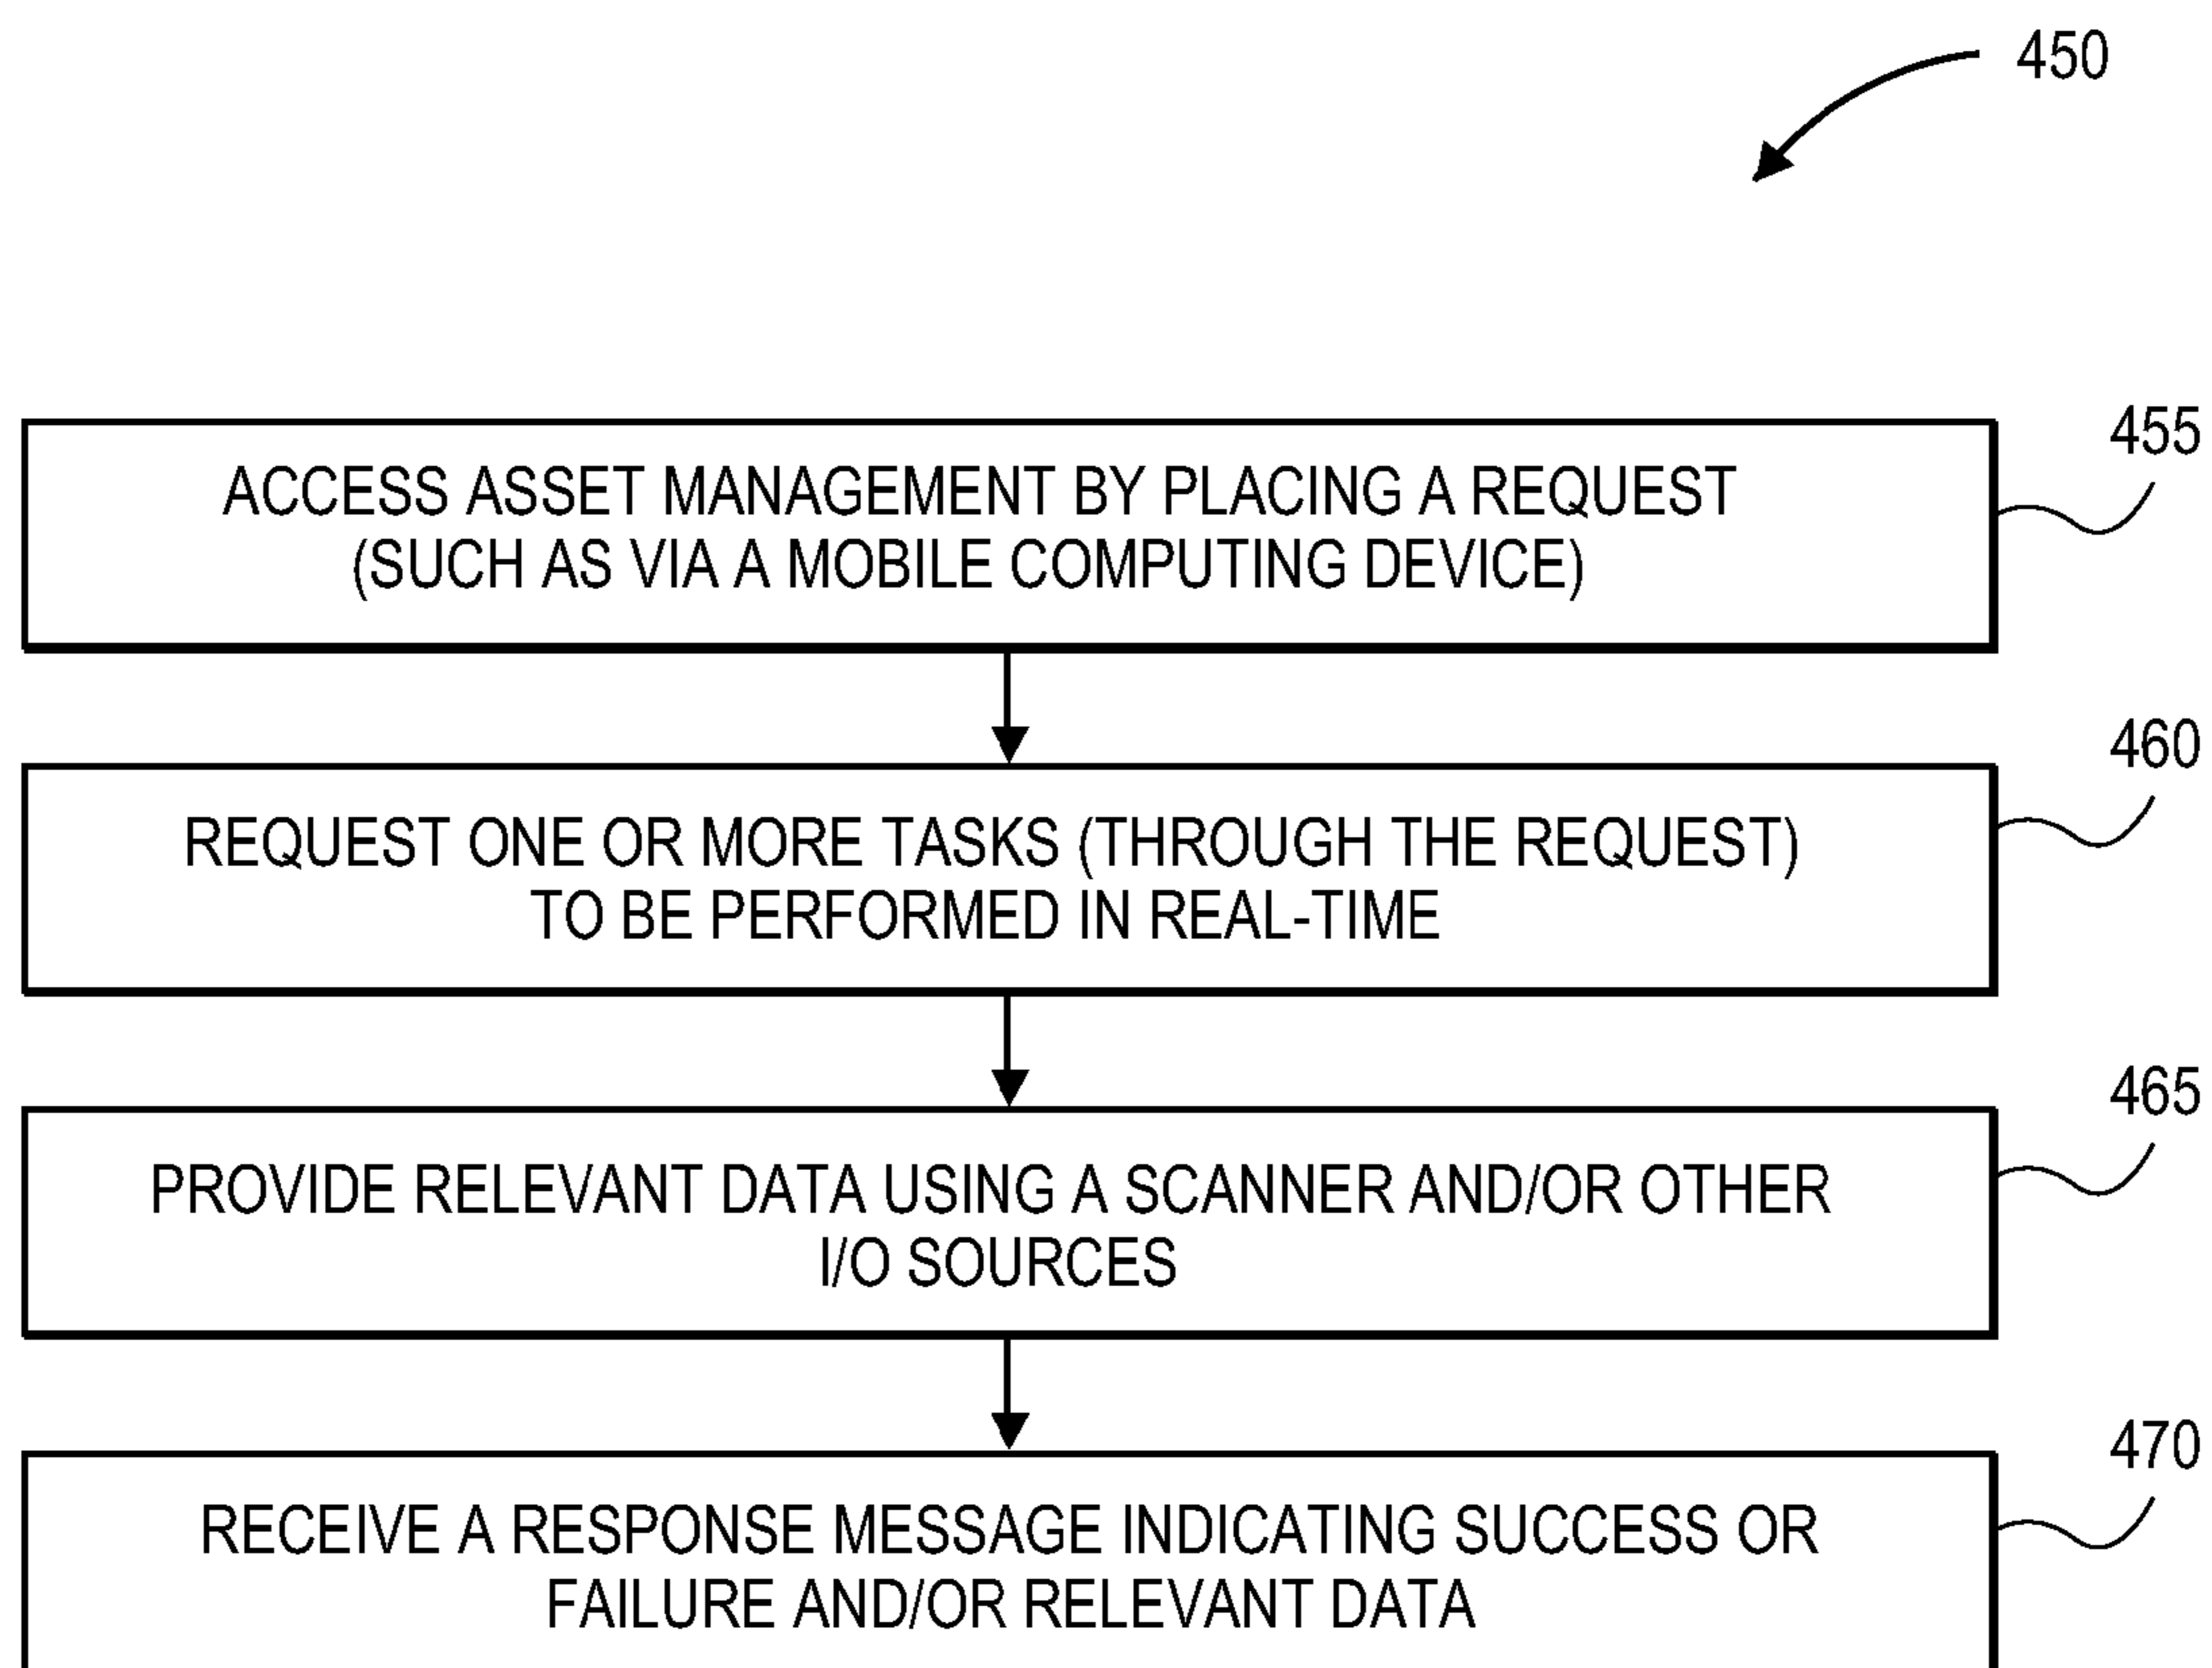 450
455
ACCESS ASSET MANAGEMENT BY PLACING A REQUEST
(SUCH AS VIA A MOBILE COMPUTING DEVICE)
460
REQUEST ONE OR MORE TASKS (THROUGH THE REQUEST)
TO BE PERFORMED IN REAL-TIME
465
PROVIDE RELEVANT DATA USING A SCANNER AND/OR OTHER
I/O SOURCES
470
RECEIVE A RESPONSE MESSAGE INDICATING SUCCESS OR
FAILURE AND/OR RELEVANT DATA